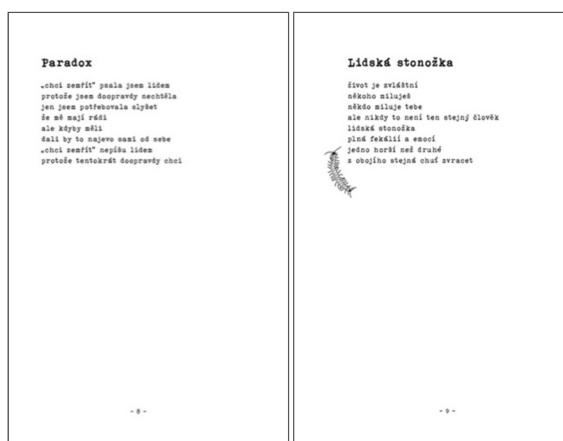 Paradox
„chci zemřít" psala jsem lidem
protože jsem doopravdy nechtěla
jen jsem potřebovala slyšet
že mě mají rádi
ale kdyby měli
dali by to najevo sami od sebe
„chci zemřít" nepíšu lidem
protože tentokrát doopravdy chci
- 8 -
Lidská stonožka
život je zvláštní
někoho miluješ
někdo miluje tebe
ale nikdy to není ten stejný člověk
lidská stonožka
plná fekálií a emocí
jedno horší než druhé
z obojího stejná chuť zvracet
- 9 -